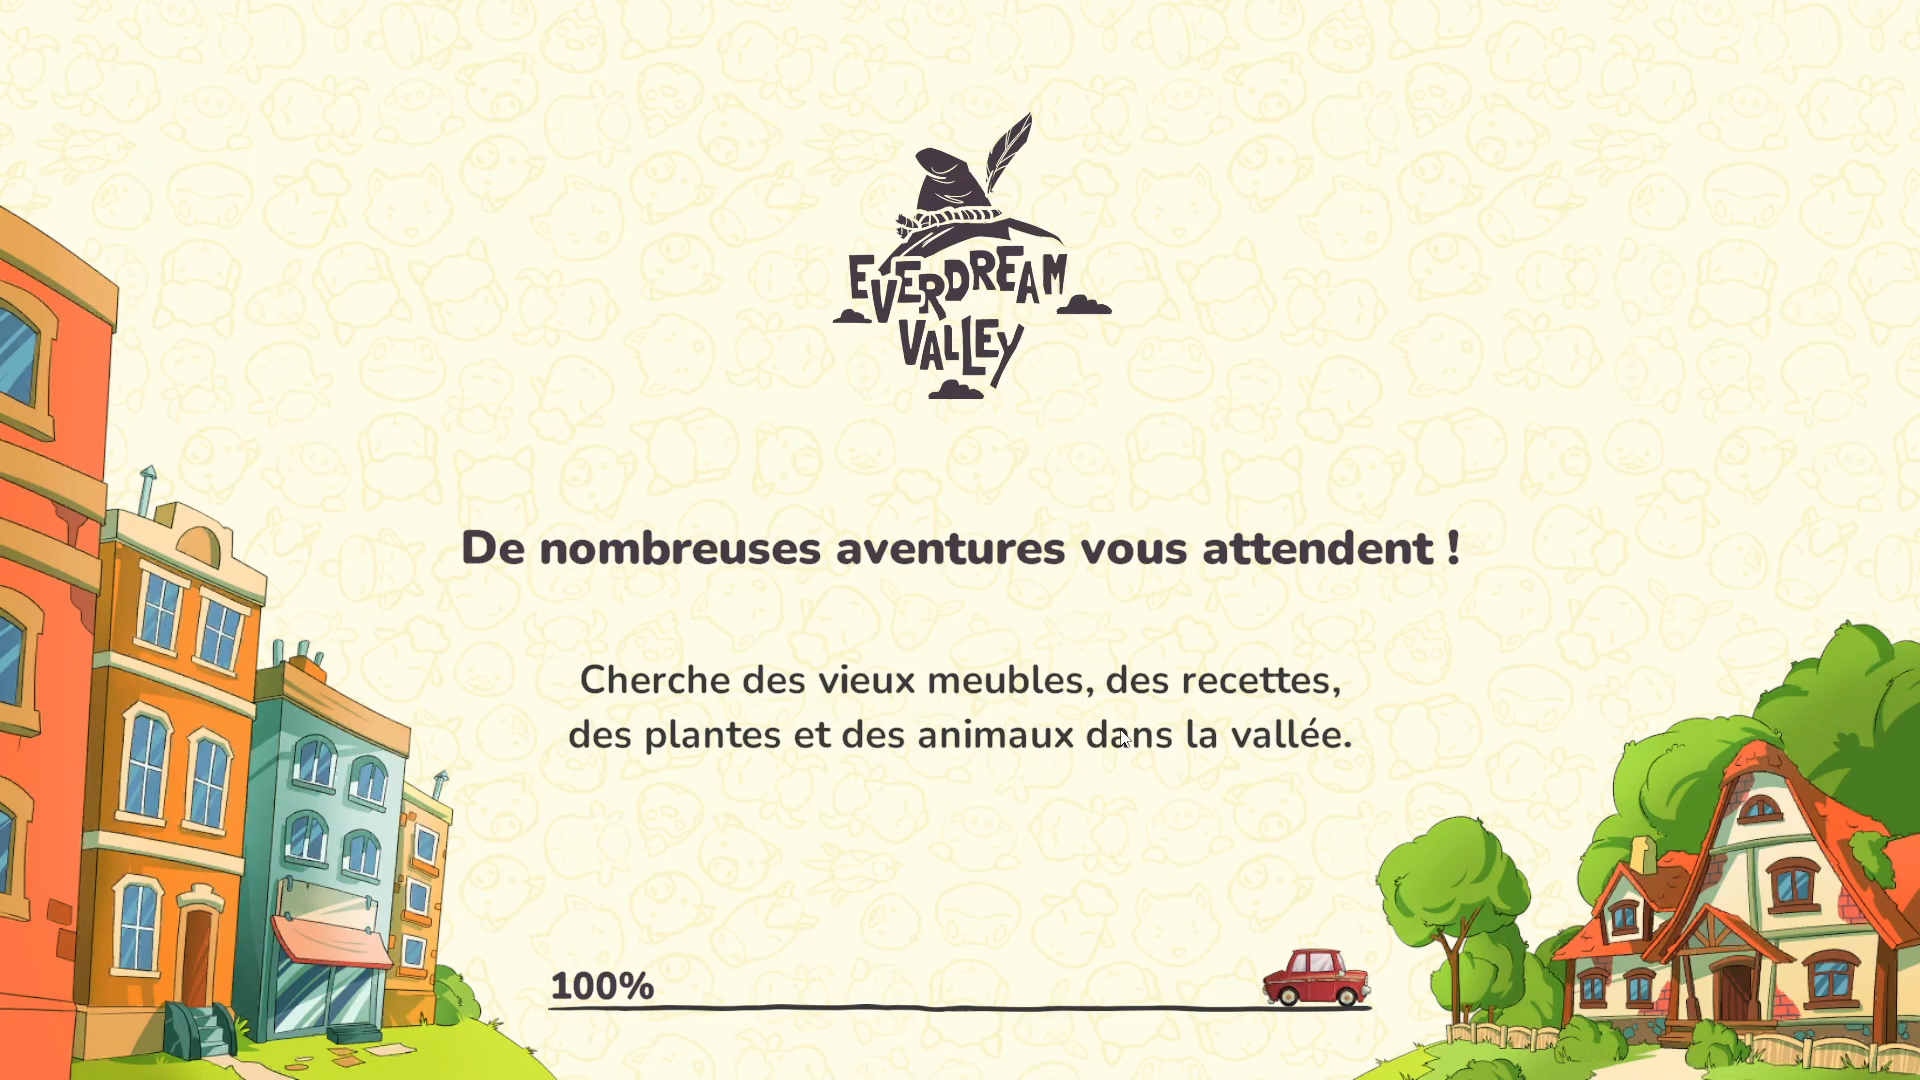 EVERDREAM
VALLEY
De nombreuses aventures vous attendent !
Cherche des vieux meubles, des recettes,
des plantes et des animaux dans la vallée.
100%